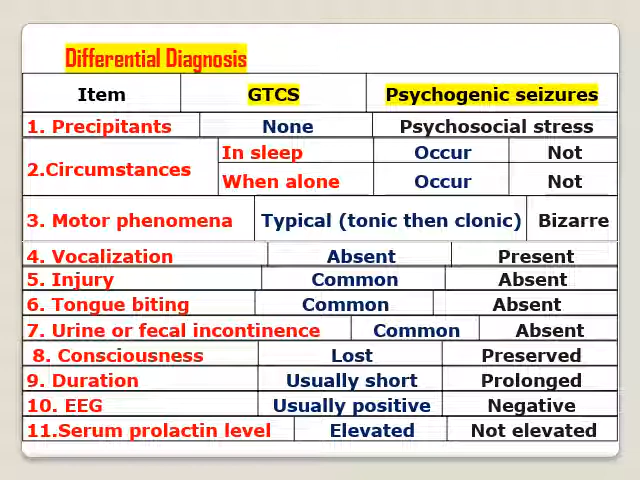 Differential Diagnosis
Item GTCS Psychogenic seizures
1. Precipitants None Psychosocial stress
2.Circumstances
In sleep Occur Not
When alone Occur Not
3. Motor phenomena Typical (tonic then clonic) Bizarre
4. Vocalization Absent Present
5. Injury Common Absent
6. Tongue biting Common Absent
7. Urine or fecal incontinence Common Absent
8. Consciousness Lost Preserved
9. Duration Usually short Prolonged
10. EEG Usually positive Negative
11.Serum prolactin level Elevated Not elevated